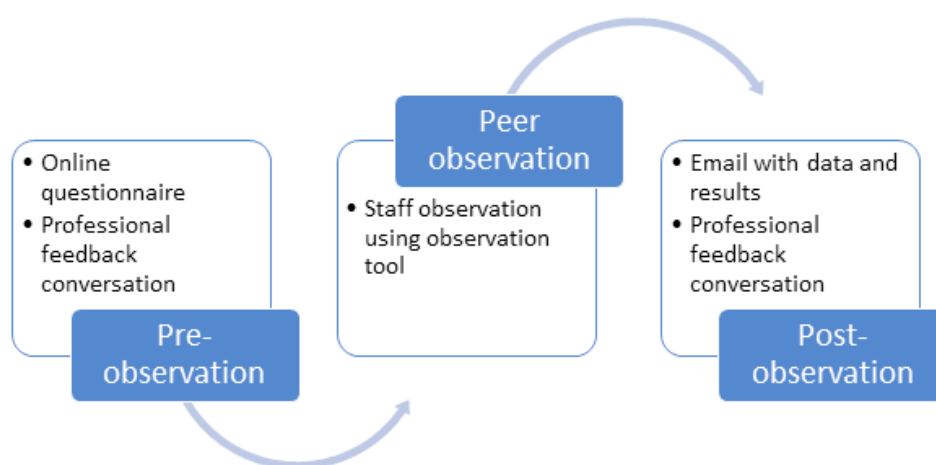 • Online
questionnaire
• Professional
feedback
conversation
Pre-
observation
Peer
observation
• Staff observation
using observation
tool
• Email with data and
results
• Professional
feedback
conversation
Post-
observation